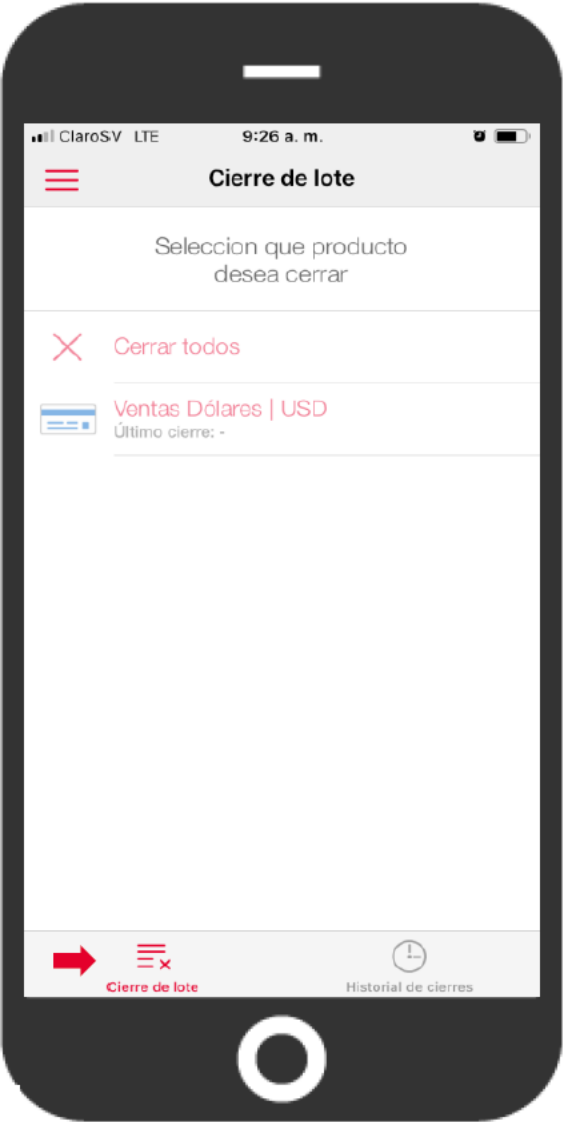 ClaroSV LTE 9:26 a. m.
Cierre de lote
Seleccion que producto
desea cerrar
Cerrar todos
Ventas Dólares | USD
Último cierre: -
Cierre de lote Historial de cierres